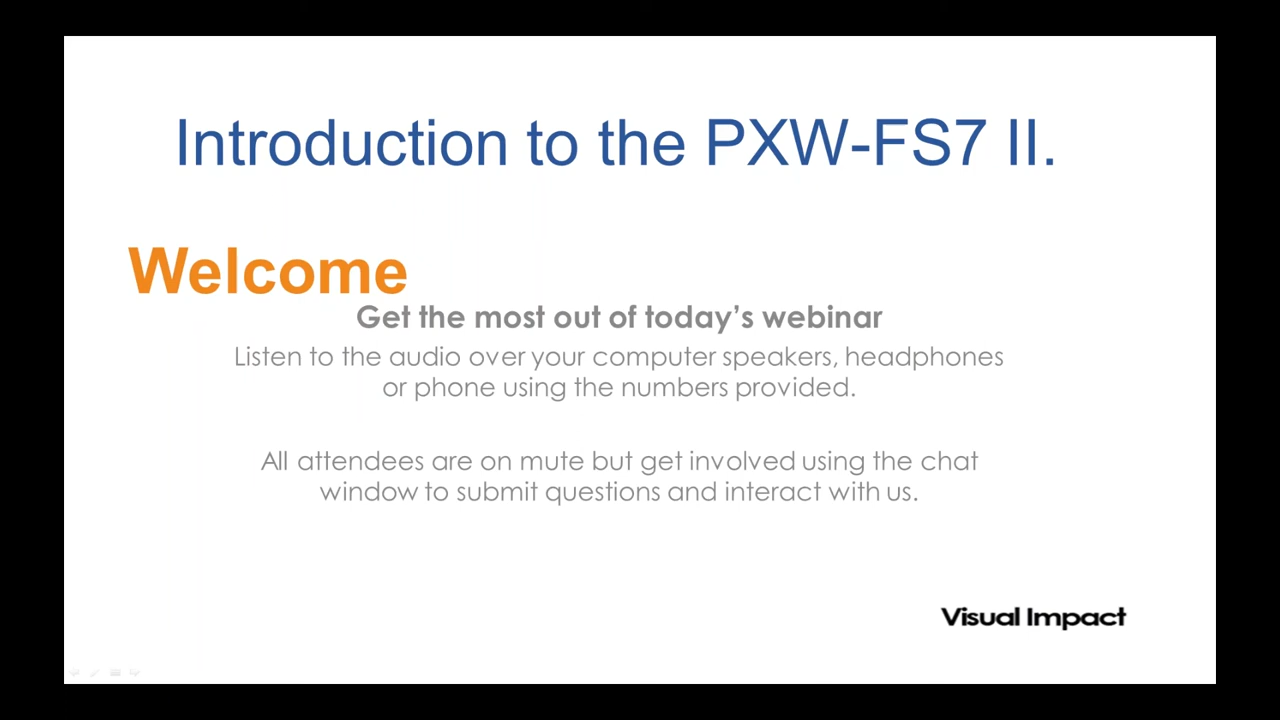 Introduction to the PXW-FS7 II.
Welcome
Get the most out of today’s webinar
Listen to the audio over your computer speakers, headphones
or phone using the numbers provided.
All attendees are on mute but get involved using the chat
window to submit questions and interact with us.
Visual Impact